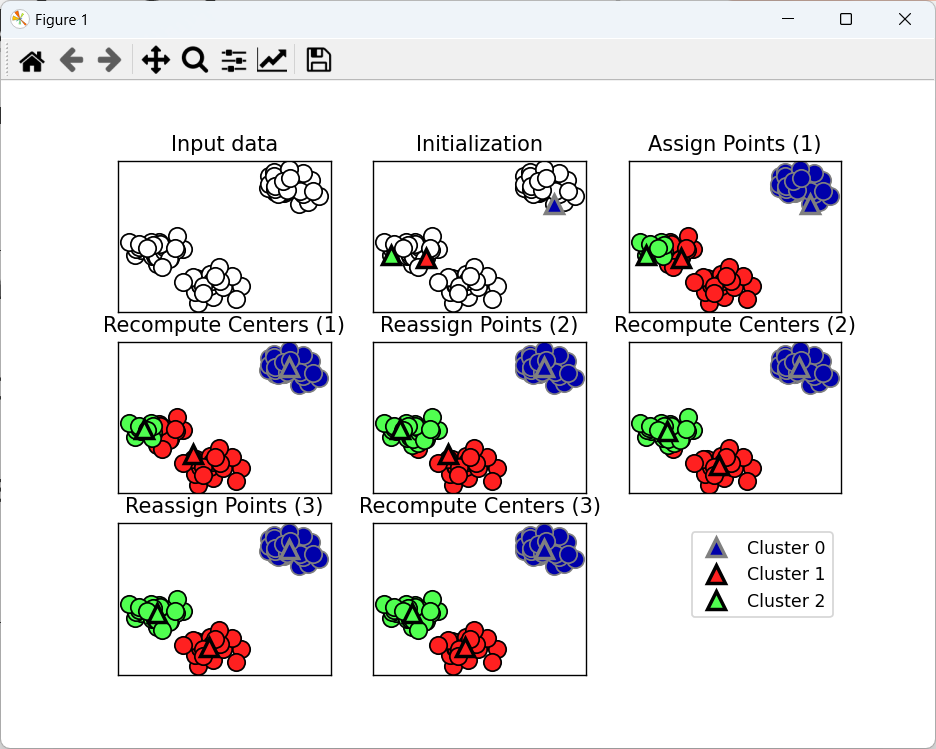 Figure 1
Input data
Initialization
Assign Points (1)
Recompute Centers (1)
Reassign Points (2)
Recompute Centers (2)
Reassign Points (3)
Recompute Centers (3)
Cluster 0
Cluster 1
Cluster 2